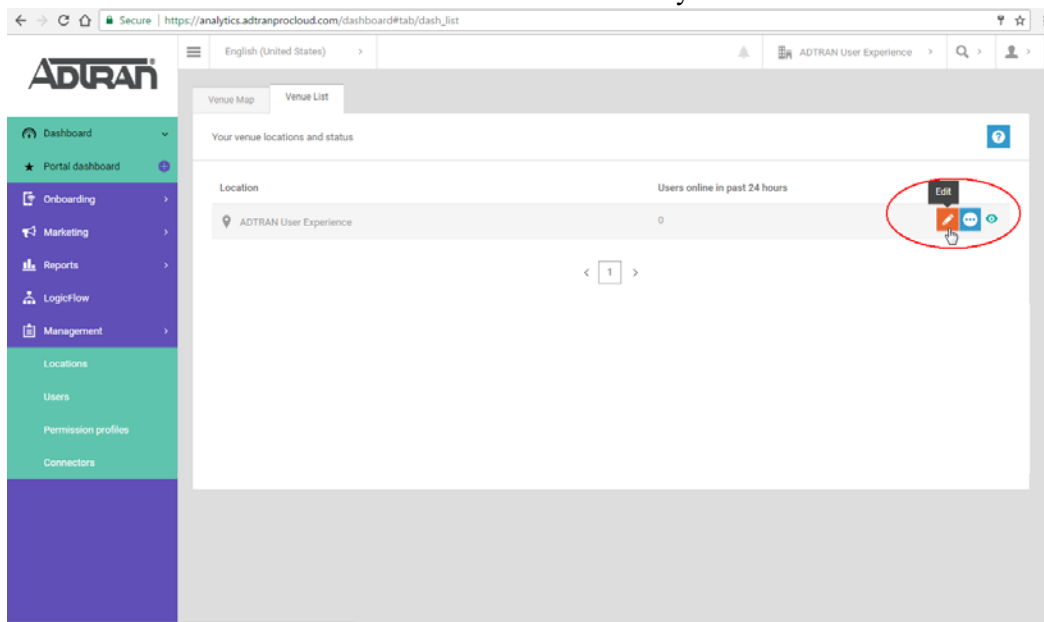 y
Secure | https://analytics.adtranprocloud.com/dashboard#tab/dash_list
English (United States)
ADTRAN User Experience
ADTRAN
Venue Map
Venue List
Dashboard
Your venue locations and status
?
Portal dashboard
Location
Users online in past 24 hours
Edit
Onboarding
ADTRAN User Experience
0
Marketing
Reports
< 1 >
LogicFlow
Management
Locations
Users
Permission profiles
Connectors